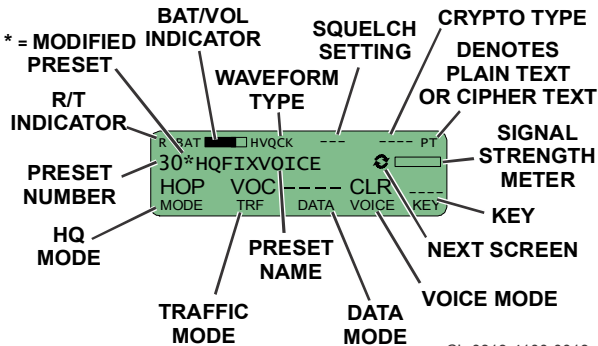 BAT/VOL
INDICATOR
CRYPTO TYPE
SQUELCH
SETTING
* = MODIFIED
PRESET
DENOTES
PLAIN TEXT
OR CIPHER TEXT
WAVEFORM
TYPE
R/T
INDICATOR
SIGNAL
STRENGTH
METER
R BAT HVQCK --- ---- PT
30*HQFIXVOICE
HOP VOC ---- CLR ----
MODE TRF DATA VOICE KEY
PRESET
NUMBER
HQ
MODE
KEY
NEXT SCREEN
PRESET
NAME
VOICE MODE
TRAFFIC
MODE
DATA
MODE